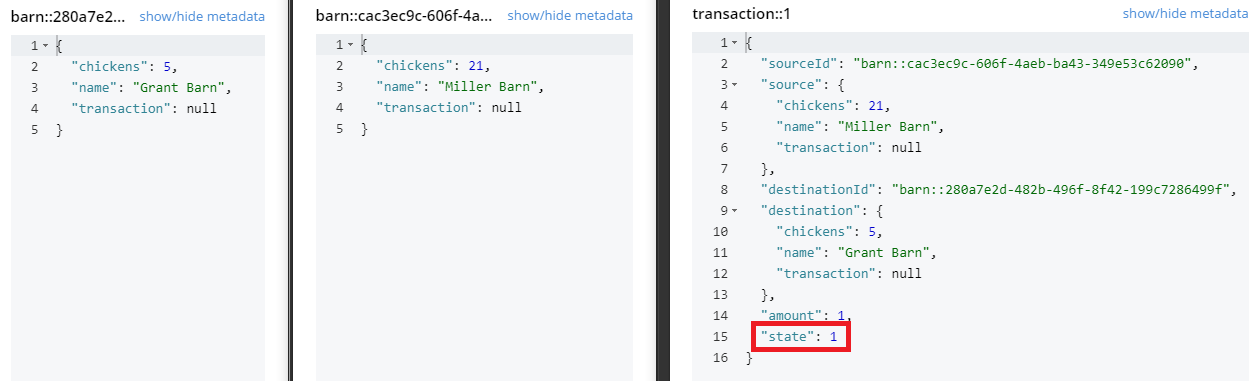 barn::280a7e2... show/hide metadata
1 {
2 "chickens": 5,
3 "name": "Grant Barn",
4 "transaction": null
5 }
barn::cac3ec9c-606f-4a... show/hide metadata
1 {
2 "chickens": 21,
3 "name": "Miller Barn",
4 "transaction": null
5 }
transaction::1 show/hide metadata
1 {
2 "sourceId": "barn::cac3ec9c-606f-4aeb-ba43-349e53c62090",
3 "source": {
4 "chickens": 21,
5 "name": "Miller Barn",
6 "transaction": null
7 },
8 "destinationId": "barn::280a7e2d-482b-496f-8f42-199c7286499f",
9 "destination": {
10 "chickens": 5,
11 "name": "Grant Barn",
12 "transaction": null
13 },
14 "amount": 1,
15 "state": 1
16 }